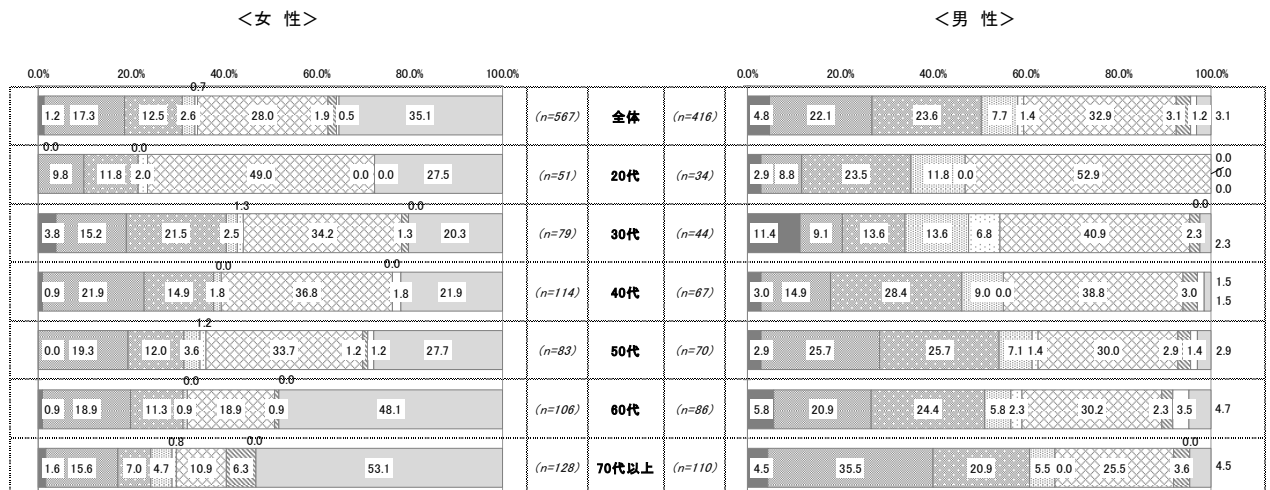 ＜女 性＞ ＜男 性＞
0.0% 20.0% 40.0% 60.0% 80.0% 100.0% 0.0% 20.0% 40.0% 60.0% 80.0% 100.0%
0.7
1.2 17.3 12.5 2.6 28.0 1.9 0.5 35.1 (n=567) 全体 (n=416) 4.8 22.1 23.6 7.7 1.4 32.9 3.1 1.2 3.1
0.0 0.0
9.8 11.8 2.0 49.0 0.0 0.0 27.5 (n=51) 20代 (n=34) 2.9 8.8 23.5 11.8 0.0 52.9 0.0 0.0 0.0
1.3 0.0 0.0
3.8 15.2 21.5 2.5 34.2 1.3 20.3 (n=79) 30代 (n=44) 11.4 9.1 13.6 13.6 6.8 40.9 2.3 2.3
0.0 0.0
0.9 21.9 14.9 1.8 36.8 1.8 21.9 (n=114) 40代 (n=67) 3.0 14.9 28.4 9.0 0.0 38.8 3.0 1.5 1.5
1.2
0.0 19.3 12.0 3.6 33.7 1.2 1.2 27.7 (n=83) 50代 (n=70) 2.9 25.7 25.7 7.1 1.4 30.0 2.9 1.4 2.9
0.0 0.0
0.9 18.9 11.3 0.9 18.9 0.9 48.1 (n=106) 60代 (n=86) 5.8 20.9 24.4 5.8 2.3 30.2 2.3 3.5 4.7
0.8 0.0 0.0
1.6 15.6 7.0 4.7 10.9 6.3 53.1 (n=128) 70代以上 (n=110) 4.5 35.5 20.9 5.5 0.0 25.5 3.6 4.5